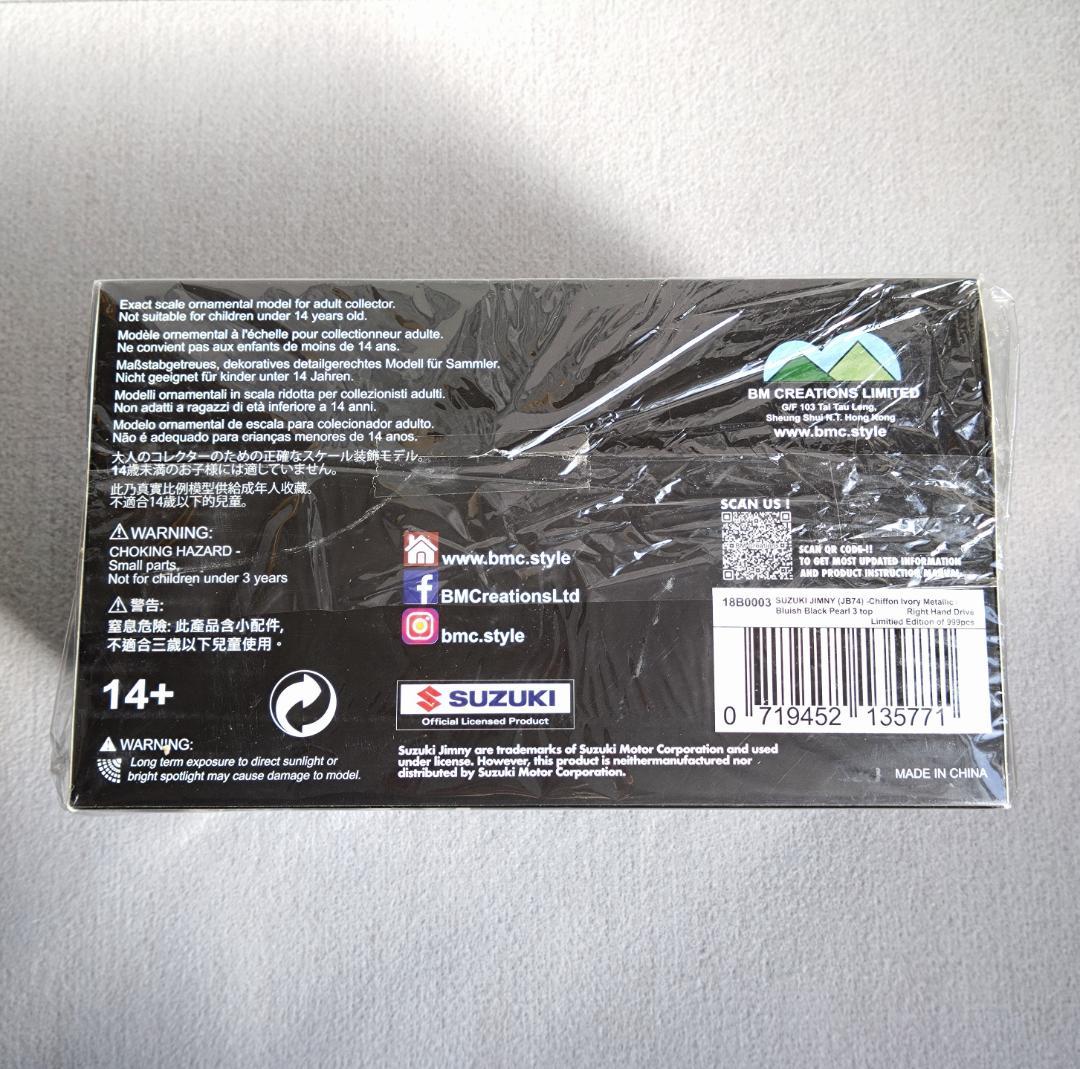 Exact scale ornamental model for adult collector.
Not suitable for children under 14 years old.
Modèle ornemental à l'échelle pour collectionneur adulte.
Ne convient pas aux enfants de moins de 14 ans.
Maßstabgetreues, dekoratives detailgerechtes Modell für Sammler.
Nicht geeignet für kinder unter 14 Jahren.
Modelli ornamentali in scala ridotta per collezionisti adulti.
Non adatti a ragazzi di età inferiore a 14 anni.
Modelo ornamental de escala para colecionador adulto.
Não é adequado para crianças menores de 14 anos.
大人のコレクターのための正確なスケール装飾モデル。
14歳未満のお子様には適していません。
此乃真實比例模型供給成年人收藏。
不適合14歲以下的兒童。
WARNING:
CHOKING HAZARD -
Small parts.
Not for children under 3 years
警告:
窒息危險: 此產品含小配件,
不適合三歲以下兒童使用。
14+
WARNING:
Long term exposure to direct sunlight or
bright spotlight may cause damage to model.
www.bmc.style
BMCreationsLtd
bmc.style
SUZUKI
Official Licensed Product
Suzuki Jimny are trademarks of Suzuki Motor Corporation and used
under license. However, this product is neithermanufactured nor
distributed by Suzuki Motor Corporation.
BM CREATIONS LIMITED
G/F 103 Tai Tau Leng,
Sheung Shui N.T. Hong Kong
www.bmc.style
SCAN US !
SCAN QR CODE!!
TO GET MOST UPDATED INFORMATION
AND PRODUCT INSTRUCTION MANUAL
18B0003 SUZUKI JIMNY (JB74) -Chiffon Ivory Metallic -
Bluish Black Pearl 3 top Right Hand Drive
Limited Edition of 999pcs
0 719452 135771
MADE IN CHINA